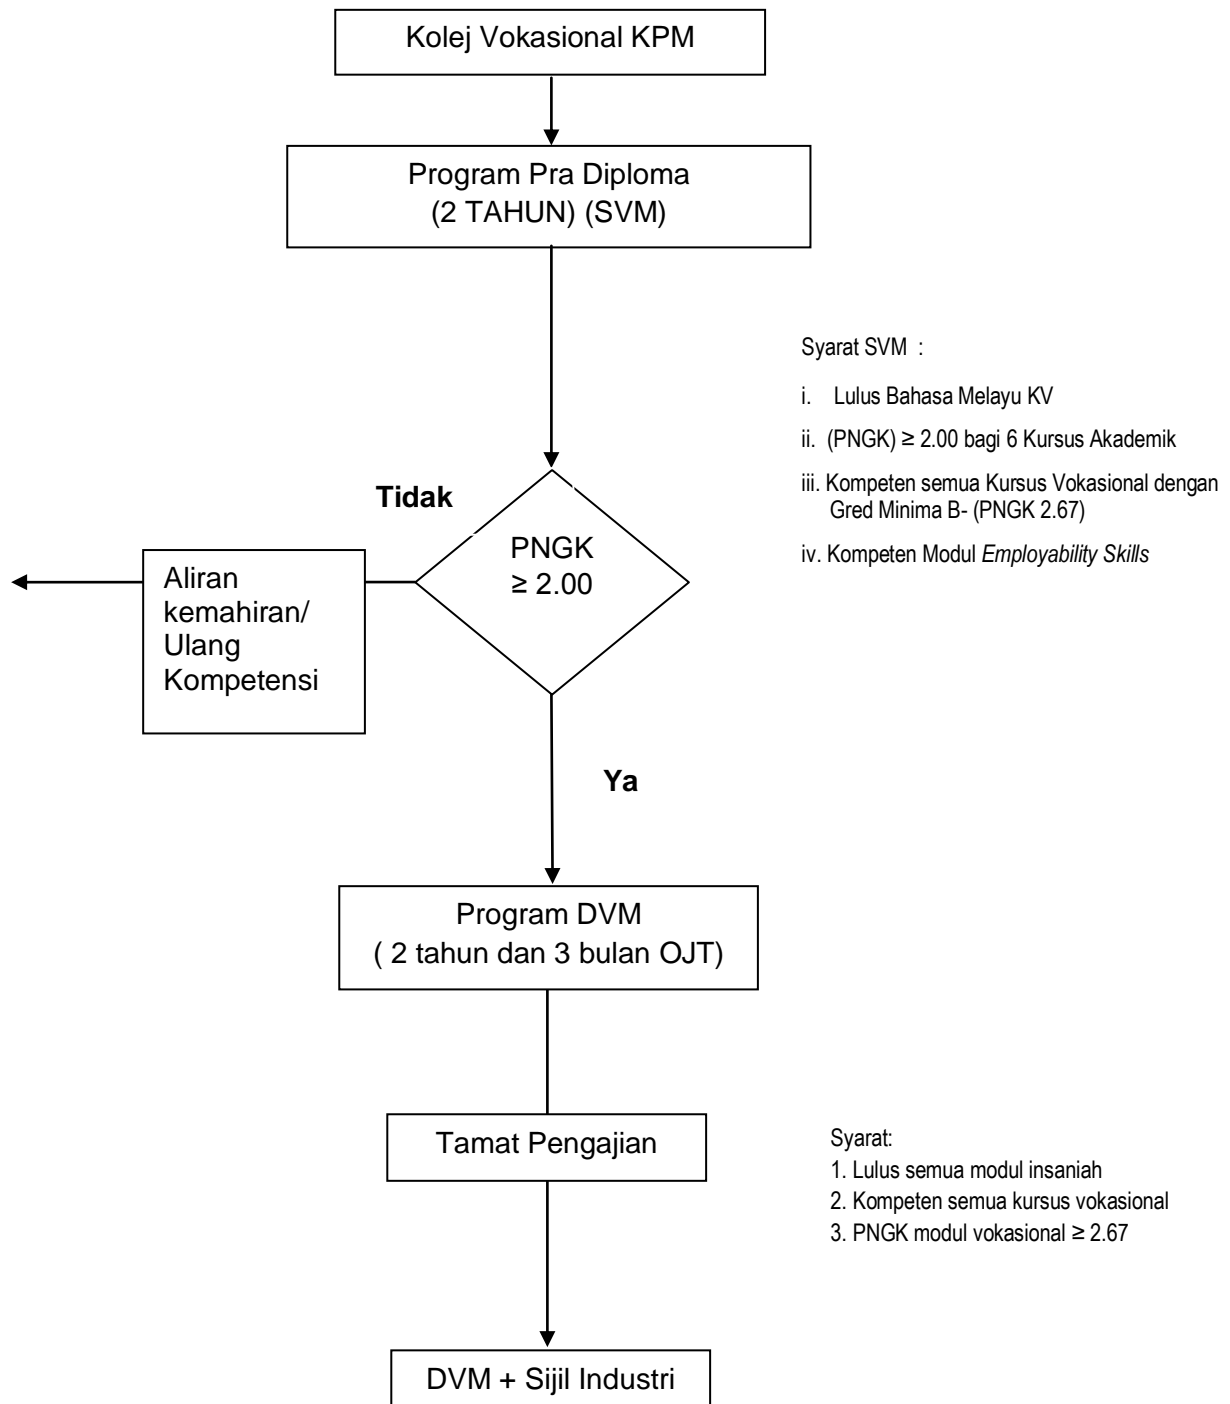 Kolej Vokasional KPM
Program Pra Diploma
(2 TAHUN) (SVM)
Syarat SVM :
i. Lulus Bahasa Melayu KV
ii. (PNGK) ≥ 2.00 bagi 6 Kursus Akademik
iii. Kompeten semua Kursus Vokasional dengan
Gred Minima B- (PNGK 2.67)
iv. Kompeten Modul Employability Skills
Tidak
PNGK
≥ 2.00
Aliran
kemahiran/
Ulang
Kompetensi
Ya
Program DVM
( 2 tahun dan 3 bulan OJT)
Tamat Pengajian
Syarat:
1. Lulus semua modul insaniah
2. Kompeten semua kursus vokasional
3. PNGK modul vokasional ≥ 2.67
DVM + Sijil Industri